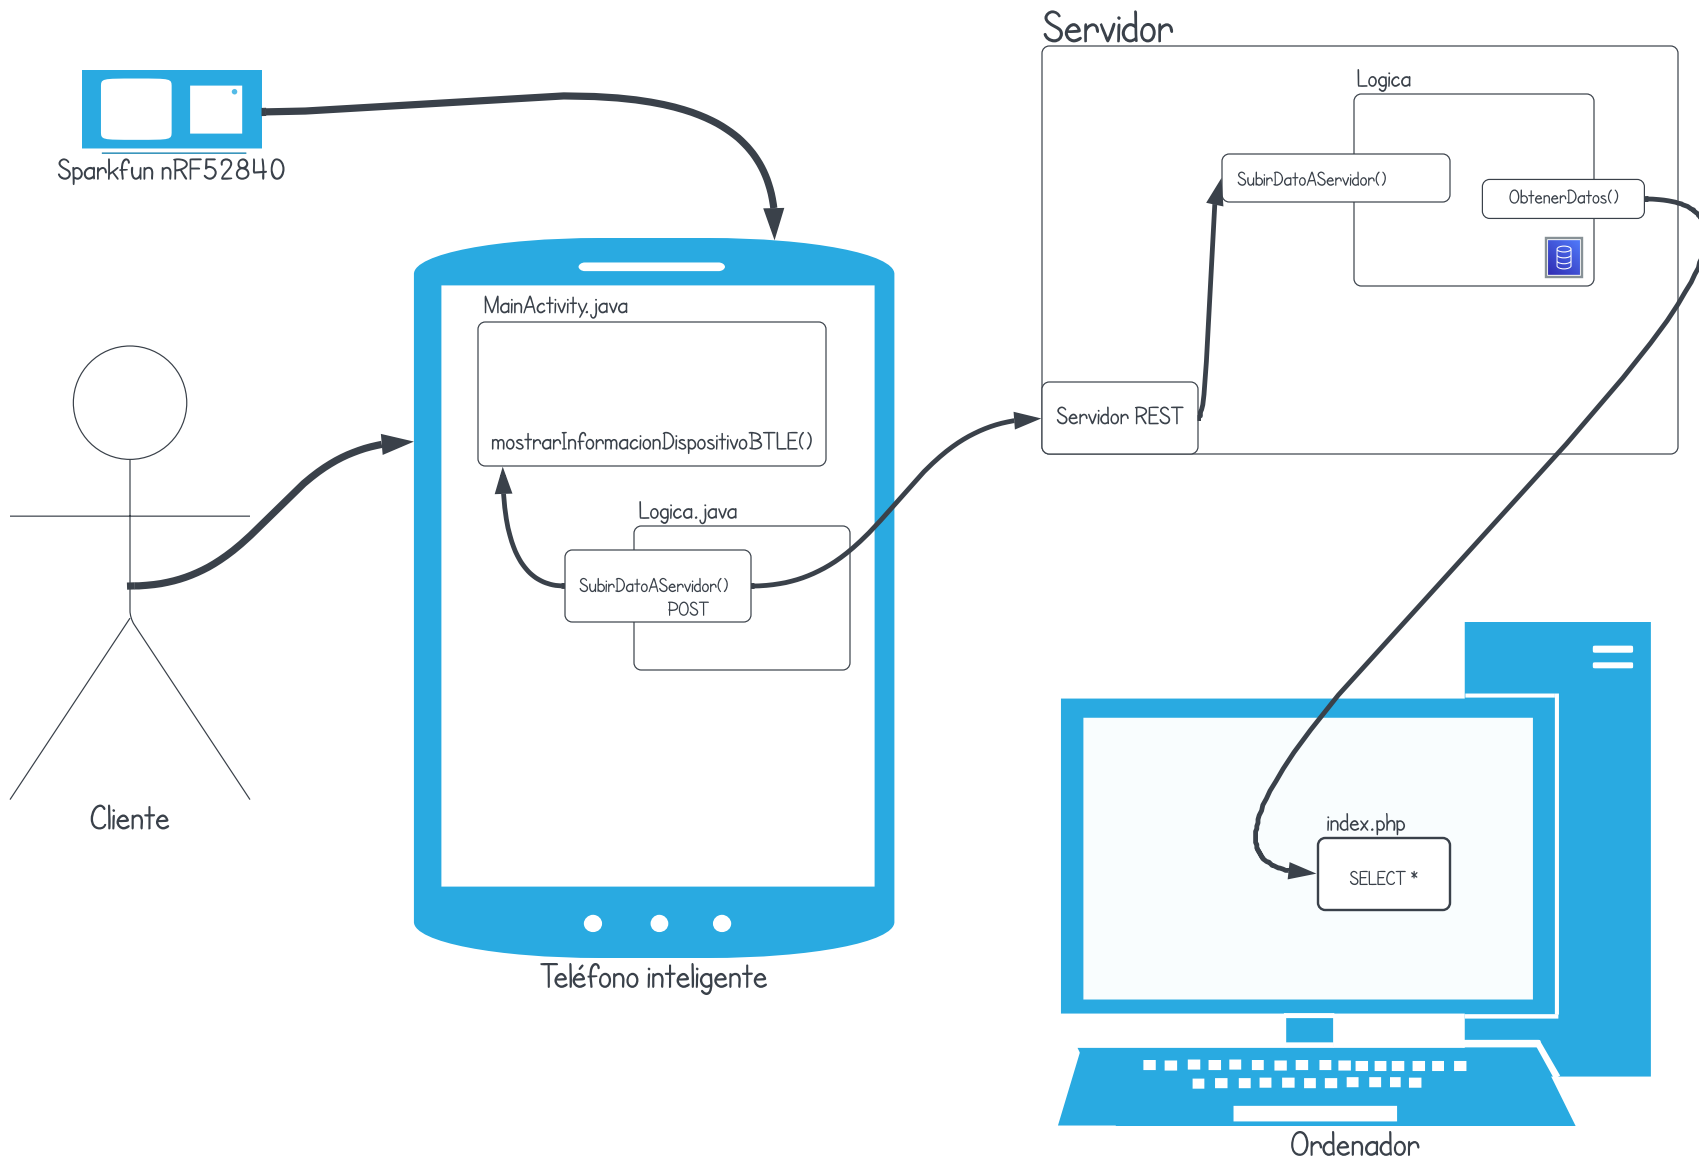 Servidor
Logica
SubirDatoAServidor()
ObtenerDatos()
Servidor REST
Sparkfun nRF52840
MainActivity.java
mostrarInformacionDispositivoBTLE()
Logica.java
SubirDatoAServidor()
POST
Cliente
Teléfono inteligente
index.php
SELECT *
Ordenador